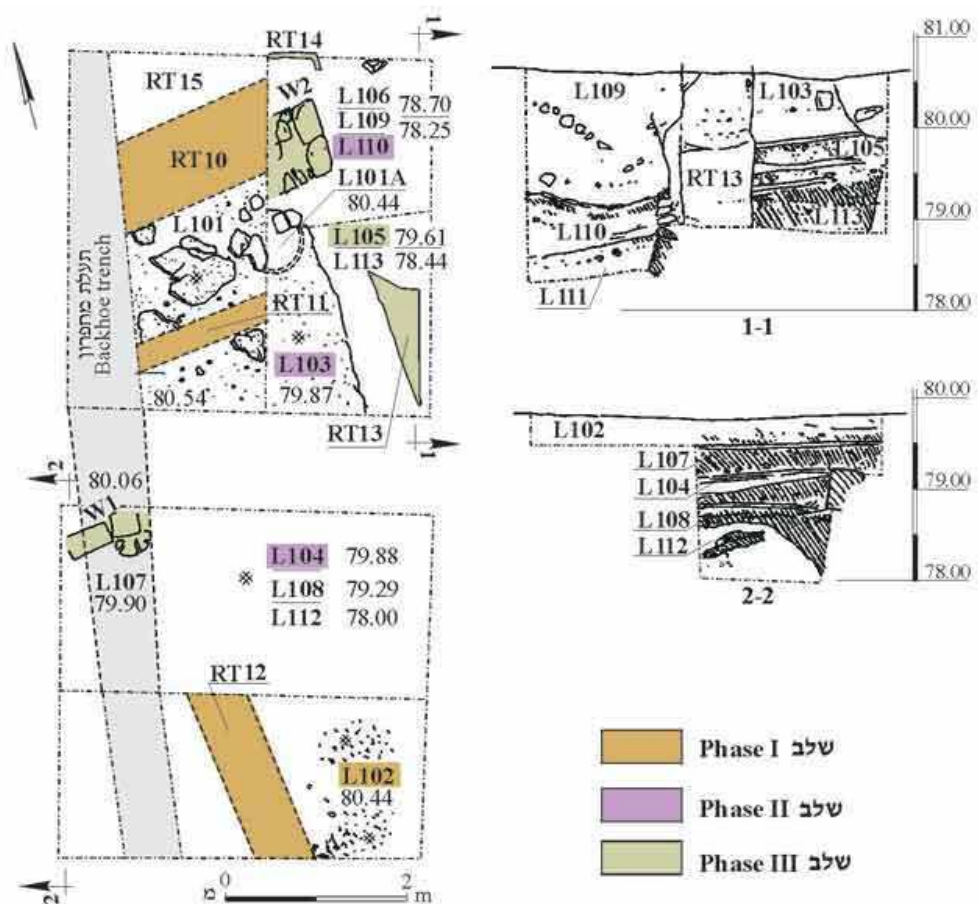 1
RT14
RT15
W2
L106 78.70
L109 78.25
L110
RT10
L101A
80.44
L101
L105 79.61
L113 78.44
RT11
תעלת מחפרון
Backhoe trench
L103
79.87
80.54
RT13
1
2
80.06
W1
L107
79.90
L104 79.88
L108 79.29
L112 78.00
RT12
L102
80.44
2
מ 0 2 m
81.00
L109
L103
80.00
L105
RT13
79.00
L113
L110
L111
78.00
1-1
80.00
L102
L107
79.00
L104
L108
L112
78.00
2-2
Phase I שלב
Phase II שלב
Phase III שלב